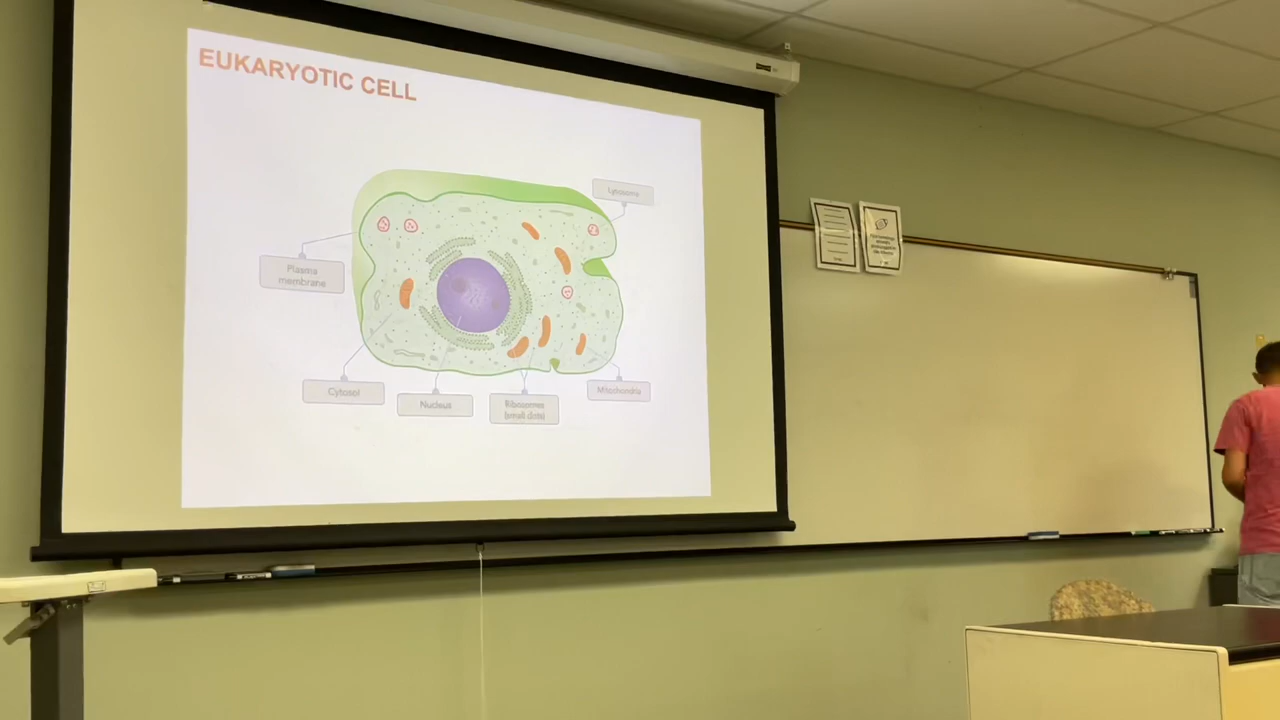 EUKARYOTIC CELL
Lysosome
Plasma
membrane
Cytosol
Nucleus
Ribosomes
(small dots)
Mitochondria